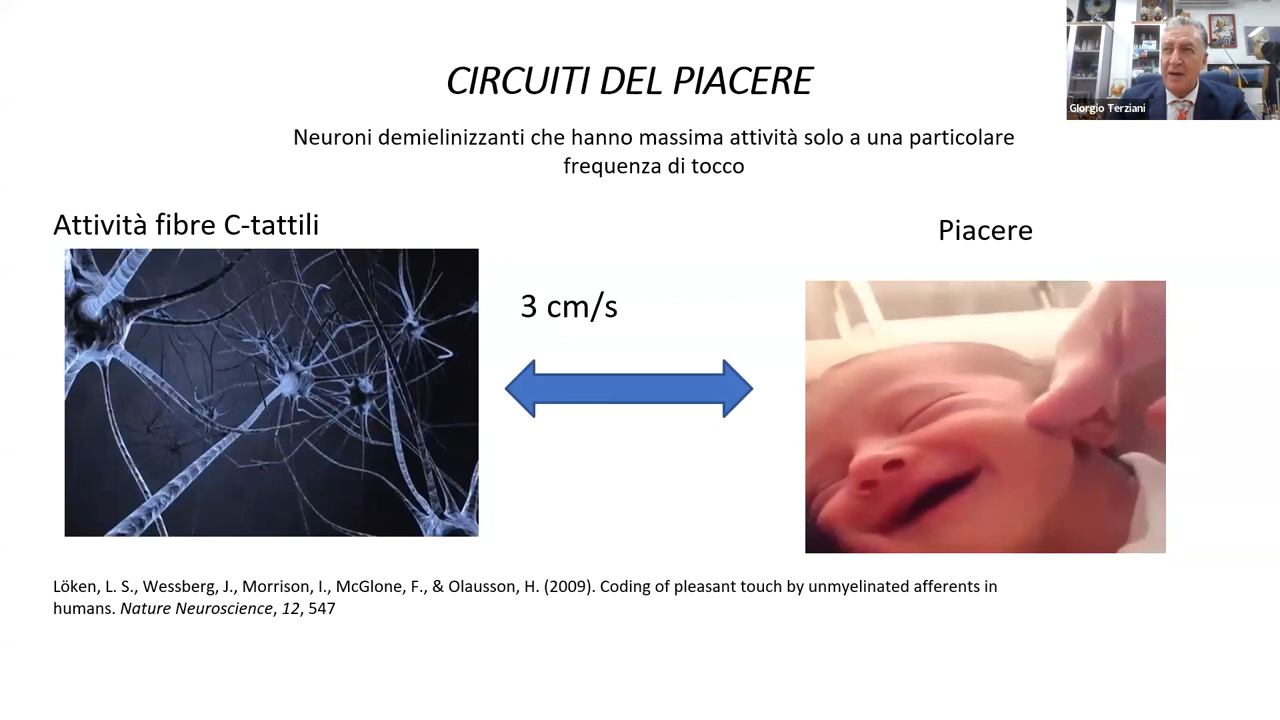 CIRCUITI DEL PIACERE
GIorgio Terziani
Neuroni demielinizzanti che hanno massima attività solo a una particolare
frequenza di tocco
Attività fibre C-tattili
Piacere
3 cm/s
Löken, L. S., Wessberg, J., Morrison, I., McGlone, F., & Olausson, H. (2009). Coding of pleasant touch by unmyelinated afferents in
humans. Nature Neuroscience, 12, 547